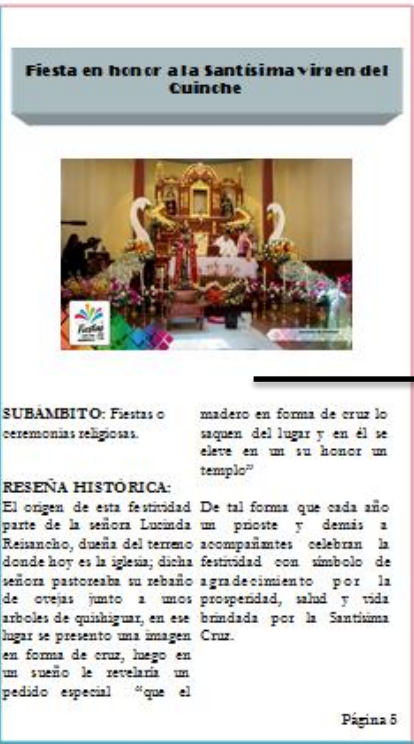 Fiesta en honor a la Santísima virgen del
Quinche
Fiestas
SUBÁMBITO: Fiestas o
ceremonias religiosas.
RESEÑA HISTÓRICA:
El origen de esta festividad
parte de la señora Lucinda
Reisancho, dueña del terreno
donde hoy es la iglesia; dicha
señora pastoreaba su rebaño
de ovejas junto a unos
arboles de quishiguar, en ese
lugar se presento una imagen
en forma de cruz, luego en
un sueño le revelaría un
pedido especial "que el
madero en forma de cruz lo
saquen del lugar y en él se
eleve en un su honor un
templo"
De tal forma que cada año
un prioste y demás a
acompañantes celebran la
festividad con símbolo de
agradecimiento por la
prosperidad, salud y vida
brindada por la Santísima
Cruz.
Página 5